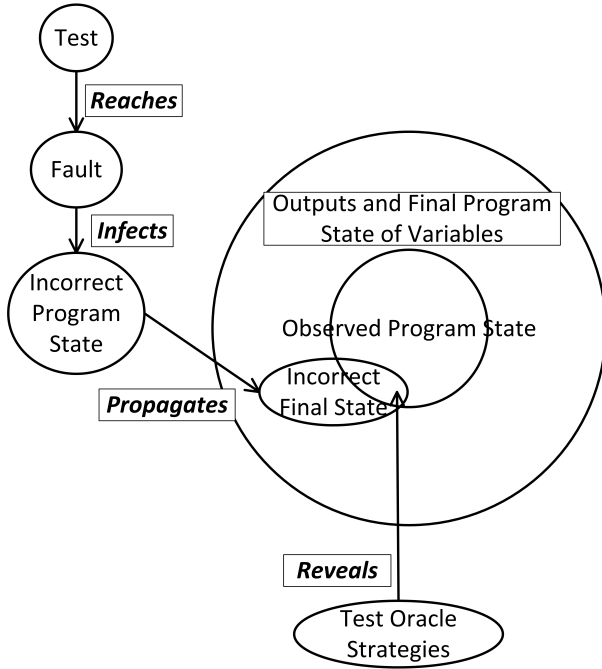 Test
Reaches
Fault
Infects
Outputs and Final Program
State of Variables
Incorrect
Program
State
Observed Program State
Incorrect
Final State
Propagates
Reveals
Test Oracle
Strategies